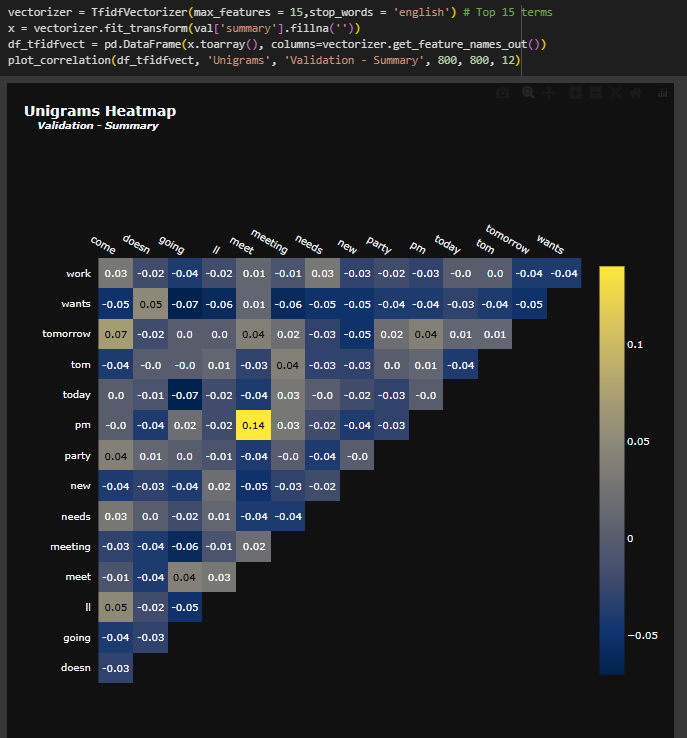 vectorizer = TfidfVectorizer(max_features = 15,stop_words = 'english') # Top 15 terms
x = vectorizer.fit_transform(val['summary'].fillna(''))
df_tfidfvect = pd.DataFrame(x.toarray(), columns=vectorizer.get_feature_names_out())
plot_correlation(df_tfidfvect, 'Unigrams', 'Validation - Summary', 800, 800, 12)
Unigrams Heatmap
Validation - Summary
come doesn going ll meet meeting needs new party pm today tom tomorrow wants
work 0.03 -0.02 -0.04 -0.02 0.01 -0.01 0.03 -0.03 -0.02 -0.03 -0.0 0.0 -0.04 -0.04
wants -0.05 0.05 -0.07 -0.06 0.01 -0.06 -0.05 -0.05 -0.04 -0.04 -0.03 -0.04 -0.05
tomorrow 0.07 -0.02 0.0 0.0 0.04 0.02 -0.03 -0.05 0.02 0.04 0.01 0.01
tom -0.04 -0.0 -0.0 0.01 -0.03 0.04 -0.03 -0.03 0.0 0.01 -0.04
today 0.0 -0.01 -0.07 -0.02 -0.04 0.03 -0.0 -0.02 -0.03 -0.0
pm -0.0 -0.04 0.02 -0.02 0.14 0.03 -0.02 -0.04 -0.03
party 0.04 0.01 0.0 -0.01 -0.04 -0.0 -0.04 -0.0
new -0.04 -0.03 -0.04 0.02 -0.05 -0.03 -0.02
needs 0.03 0.0 -0.02 0.01 -0.04 -0.04
meeting -0.03 -0.04 -0.06 -0.01 0.02
meet -0.01 -0.04 0.04 0.03
ll 0.05 -0.02 -0.05
going -0.04 -0.03
doesn -0.03
0.1
0.05
0
−0.05